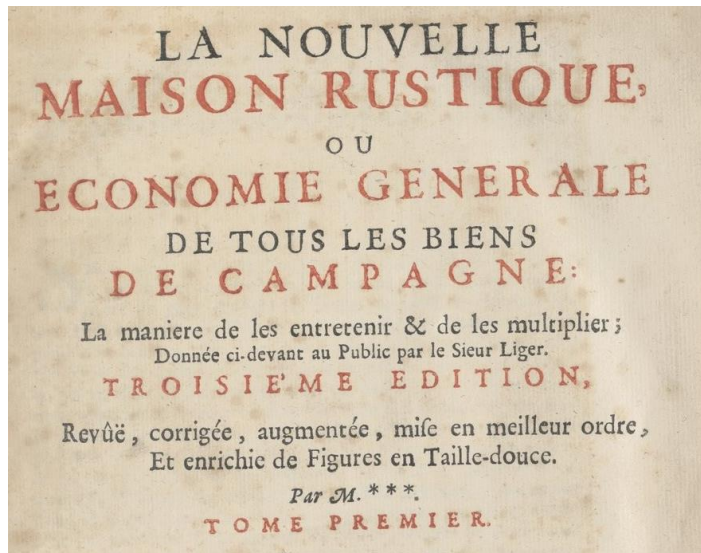 LA NOUVELLE
MAISON RUSTIQUE,
OU
ECONOMIE GENERALE
DE TOUS LES BIENS
DE CAMPAGNE:
La maniere de les entretenir & de les multiplier;
Donnée ci-devant au Public par le Sieur Liger.
TROISIE'ME EDITION,
Revûë, corrigée, augmentée, miſe en meilleur ordre,
Et enrichie de Figures en Taille-douce.
Par M. ***.
TOME PREMIER.